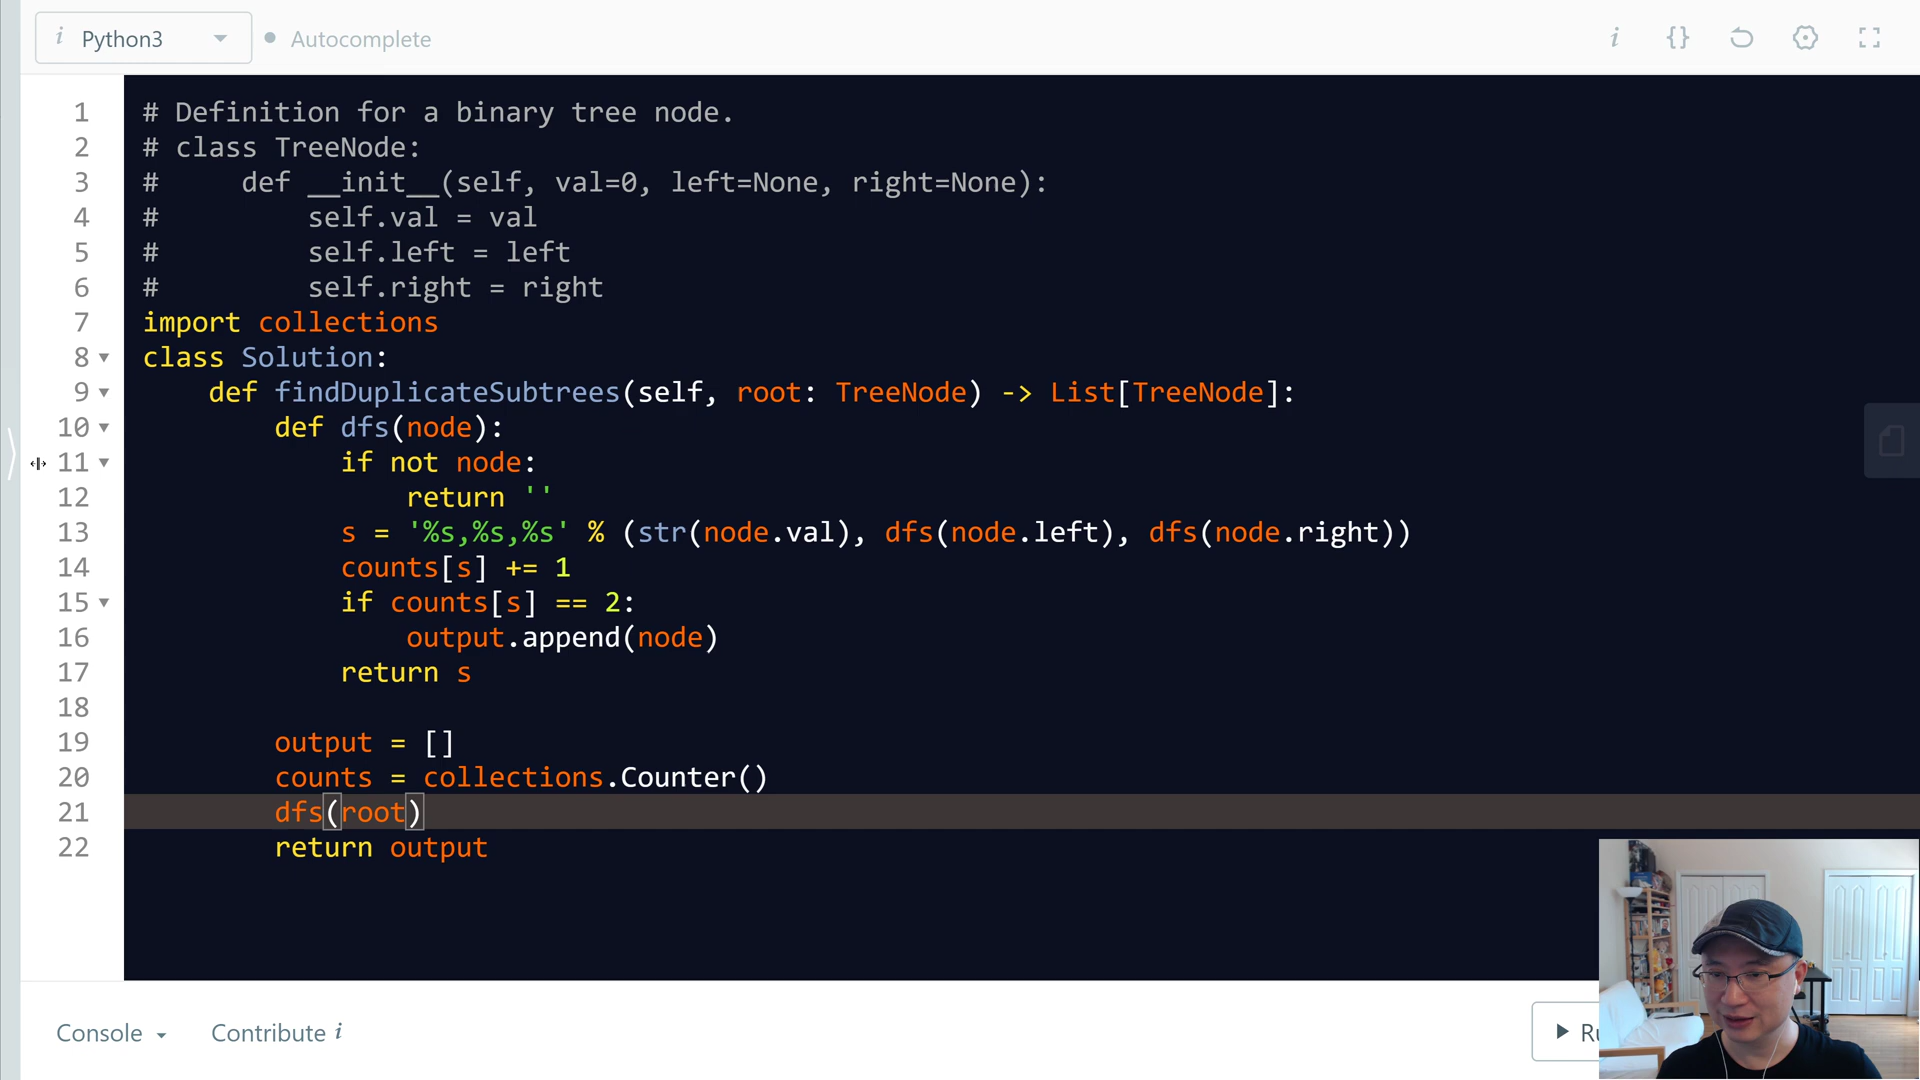 i Python3 Autocomplete i {}
1 # Definition for a binary tree node.
2 # class TreeNode:
3 #     def __init__(self, val=0, left=None, right=None):
4 #         self.val = val
5 #         self.left = left
6 #         self.right = right
7 import collections
8 class Solution:
9     def findDuplicateSubtrees(self, root: TreeNode) -> List[TreeNode]:
10         def dfs(node):
11             if not node:
12                 return ''
13             s = '%s,%s,%s' % (str(node.val), dfs(node.left), dfs(node.right))
14             counts[s] += 1
15             if counts[s] == 2:
16                 output.append(node)
17             return s
18
19         output = []
20         counts = collections.Counter()
21         dfs(root)
22         return output
Console Contribute i